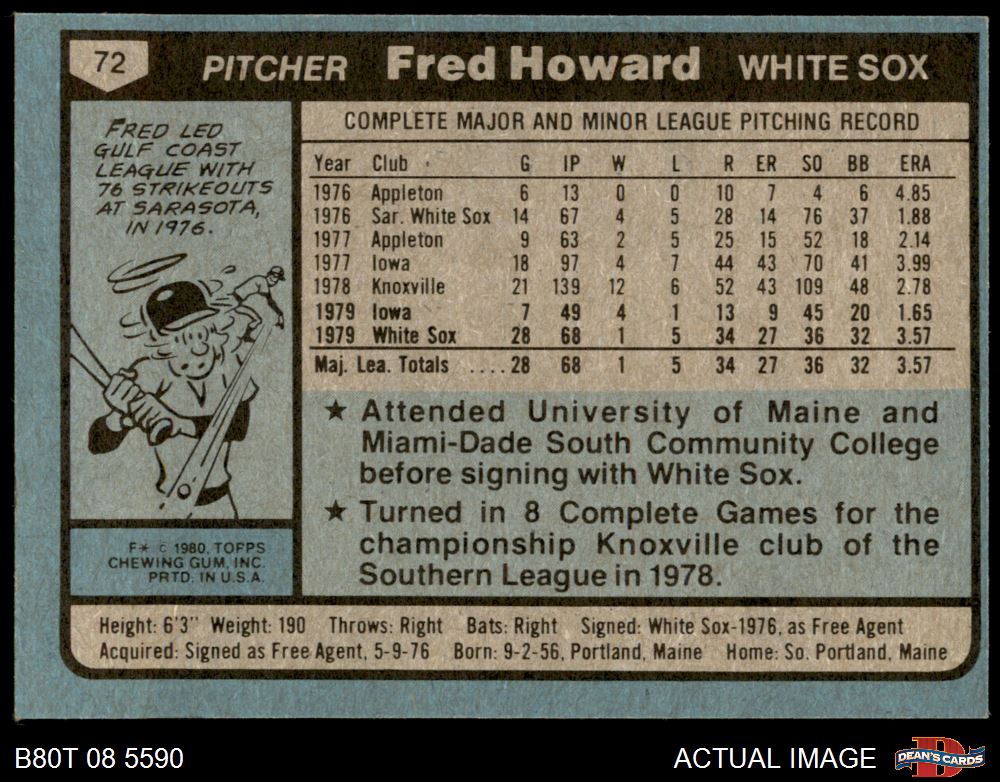 72 PITCHER Fred Howard WHITE SOX
FRED LED
GULF COAST
LEAGUE WITH
76 STRIKEOUTS
AT SARASOTA,
IN 1976.
F* © 1980, TOPPS
CHEWING GUM, INC.
PRTD. IN U.S.A.
COMPLETE MAJOR AND MINOR LEAGUE PITCHING RECORD
Year Club G IP W L R ER SO BB ERA
1976 Appleton 6 13 0 0 10 7 4 6 4.85
1976 Sar. White Sox 14 67 4 5 28 14 76 37 1.88
1977 Appleton 9 63 2 5 25 15 52 18 2.14
1977 Iowa 18 97 4 7 44 43 70 41 3.99
1978 Knoxville 21 139 12 6 52 43 109 48 2.78
1979 Iowa 7 49 4 1 13 9 45 20 1.65
1979 White Sox 28 68 1 5 34 27 36 32 3.57
Maj. Lea. Totals .... 28 68 1 5 34 27 36 32 3.57
★ Attended University of Maine and
Miami-Dade South Community College
before signing with White Sox.
★ Turned in 8 Complete Games for the
championship Knoxville club of the
Southern League in 1978.
Height: 6'3" Weight: 190 Throws: Right Bats: Right Signed: White Sox-1976, as Free Agent
Acquired: Signed as Free Agent, 5-9-76 Born: 9-2-56, Portland, Maine Home: So. Portland, Maine
B80T 08 5590 ACTUAL IMAGE D DEAN'S CARDS